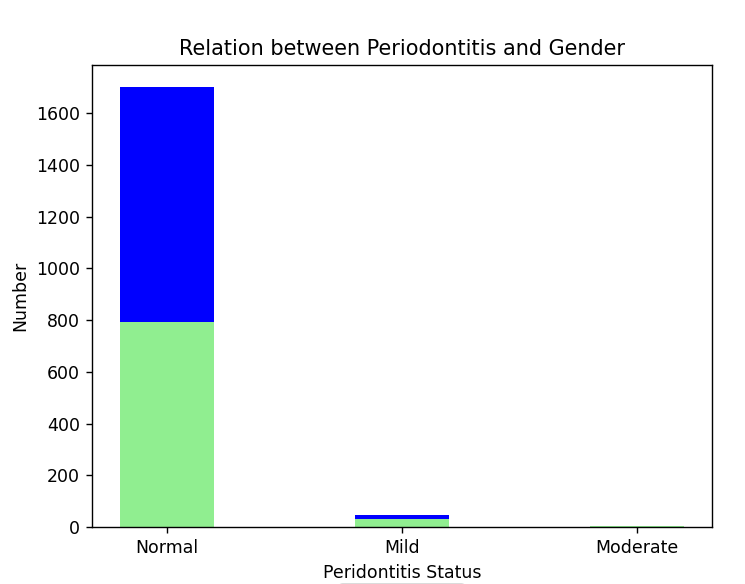 Relation between Periodontitis and Gender
1600
1400
1200
1000
800
600
400
200
0
Number
Normal
Mild
Moderate
Peridontitis Status